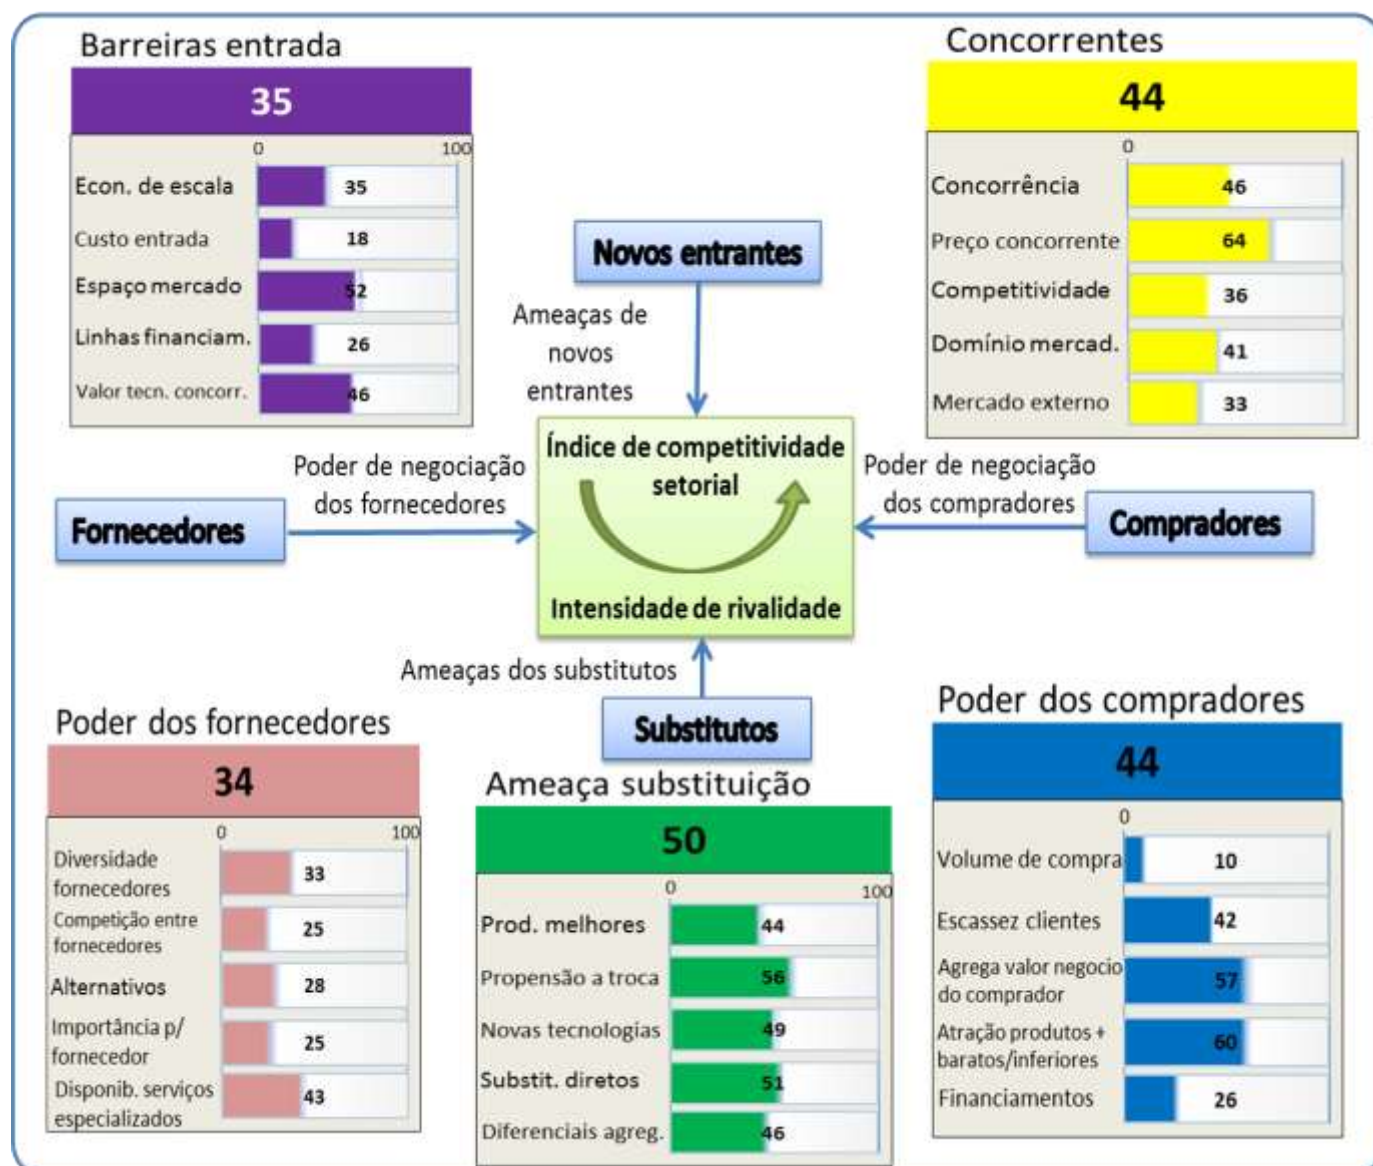 Barreiras entrada
35
0 100
Econ. de escala 35
Custo entrada 18
Espaço mercado 52
Linhas financiam. 26
Valor tecn. concorr. 46
Concorrentes
44
0
Concorrência 46
Preço concorrente 64
Competitividade 36
Domínio mercad. 41
Mercado externo 33
Novos entrantes
Ameaças de
novos
entrantes
Poder de negociação
dos fornecedores
Fornecedores
Índice de competitividade
setorial
Intensidade de rivalidade
Poder de negociação
dos compradores
Compradores
Ameaças dos substitutos
Substitutos
Poder dos fornecedores
34
0 100
Diversidade
fornecedores 33
Competição entre
fornecedores 25
Alternativos 28
Importância p/
fornecedor 25
Disponib. serviços
especializados 43
Ameaça substituição
50
0 100
Prod. melhores 44
Propensão a troca 56
Novas tecnologias 49
Substit. diretos 51
Diferenciais agreg. 46
Poder dos compradores
44
0
Volume de compra 10
Escassez clientes 42
Agrega valor negocio
do comprador 57
Atração produtos +
baratos/inferiores 60
Financiamentos 26